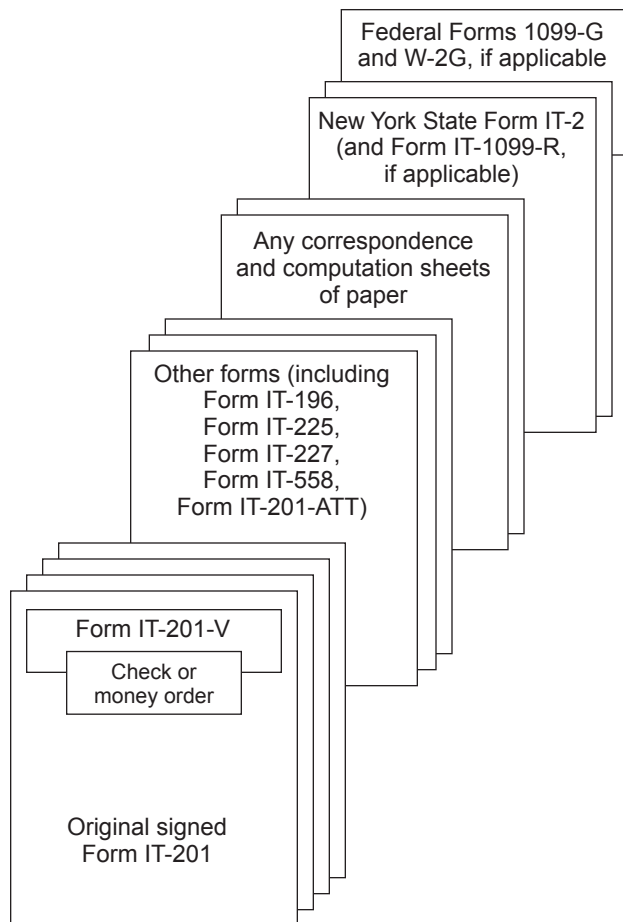 Federal Forms 1099-G
and W-2G, if applicable
New York State Form IT-2
(and Form IT-1099-R,
if applicable)
Any correspondence
and computation sheets
of paper
Other forms (including
Form IT-196,
Form IT-225,
Form IT-227,
Form IT-558,
Form IT-201-ATT)
Form IT-201-V
Check or
money order
Original signed
Form IT-201